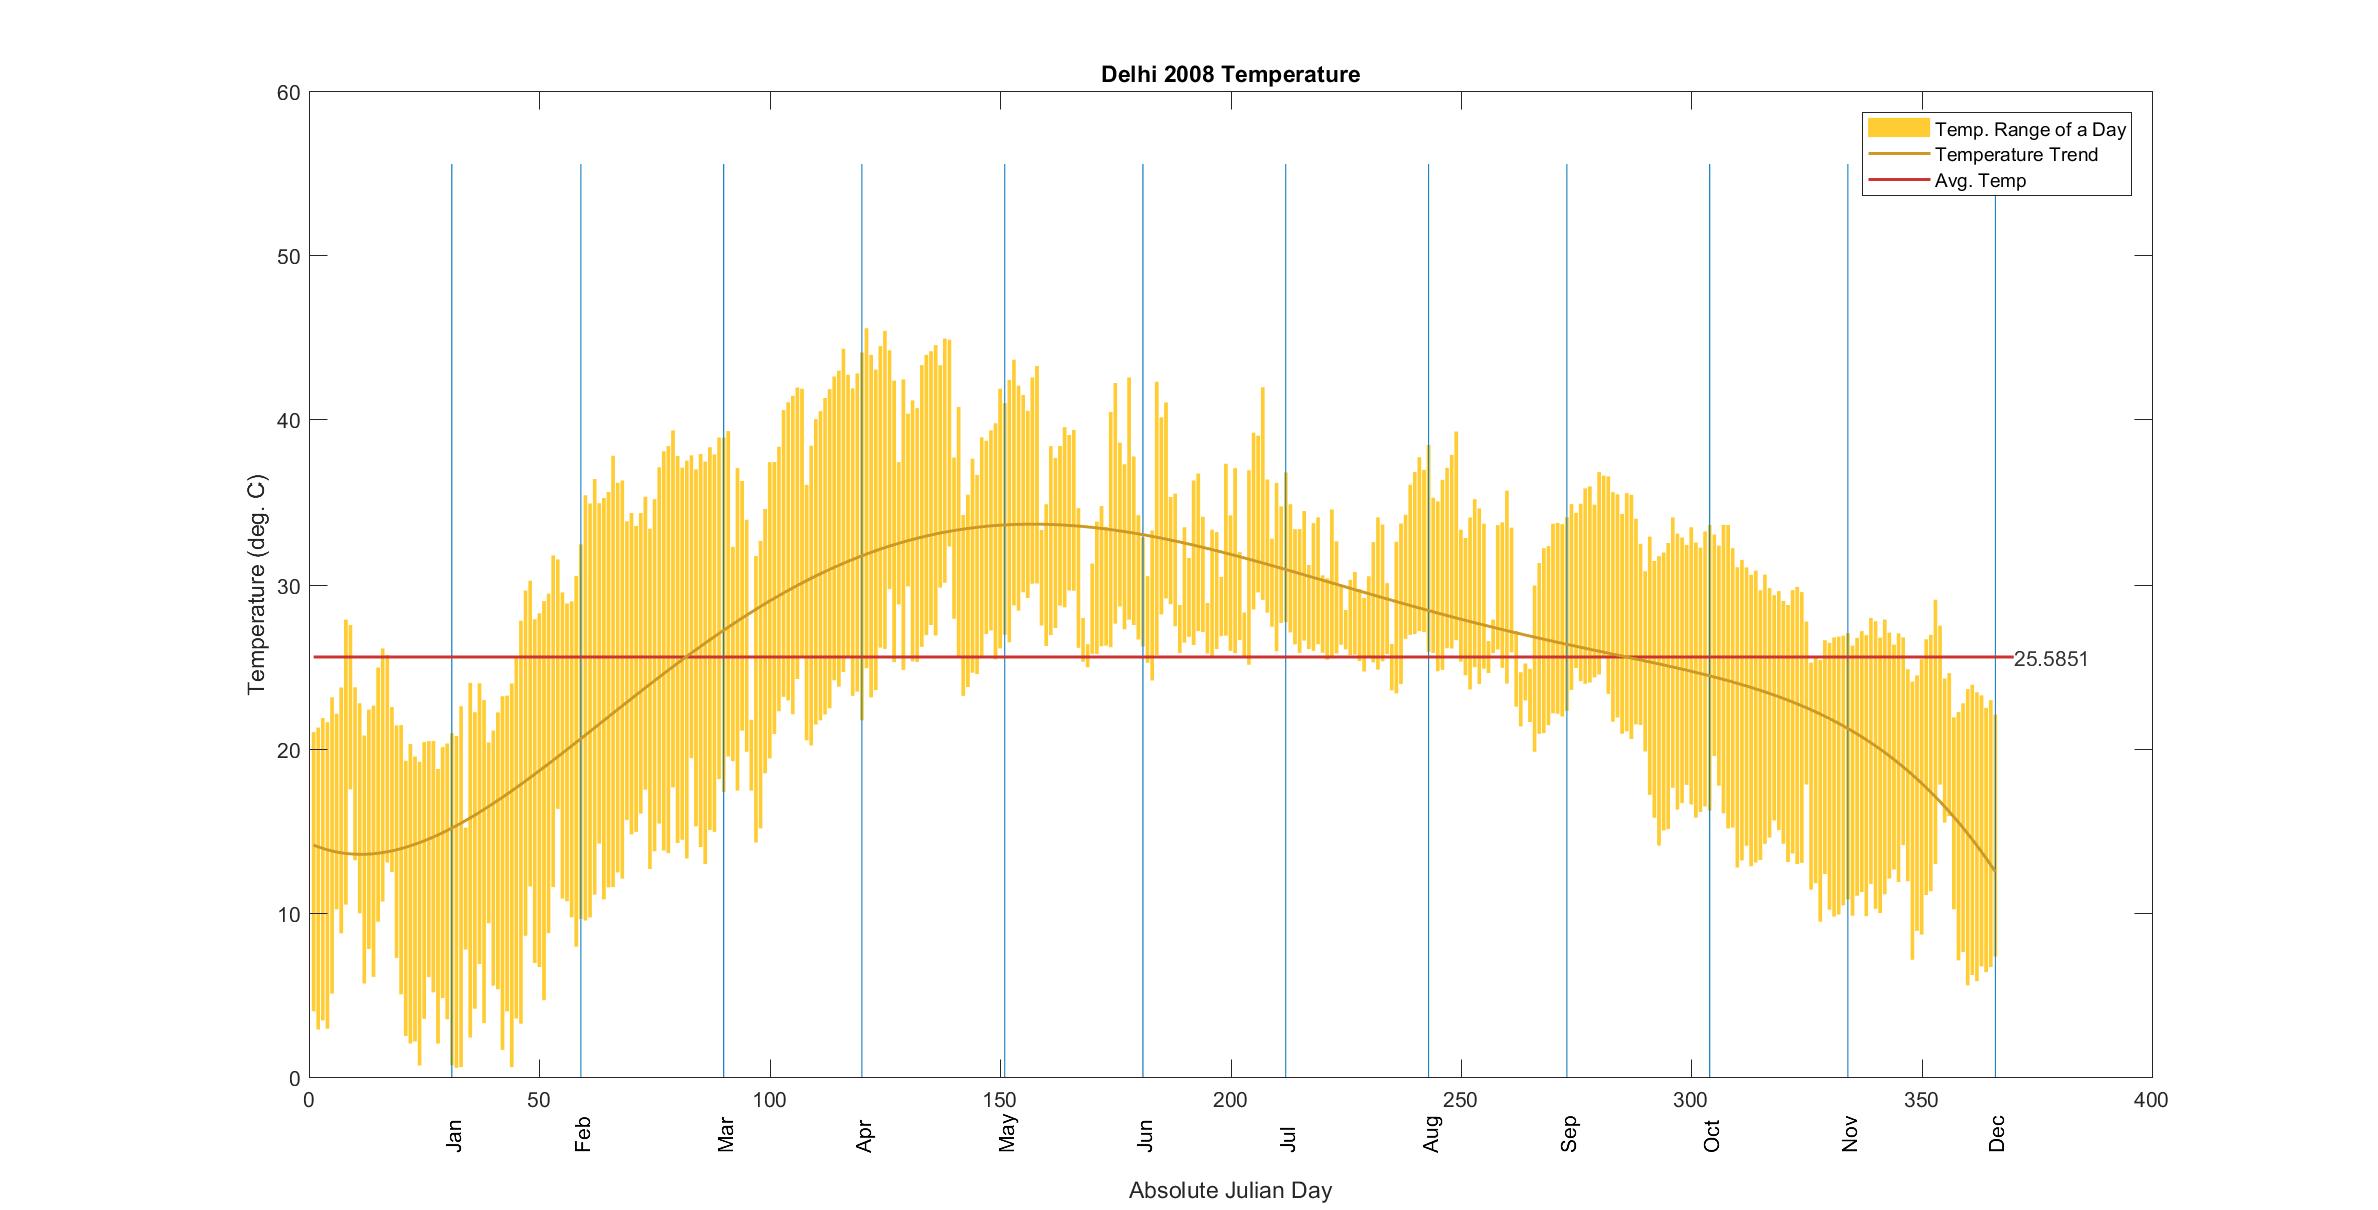 Delhi 2008 Temperature
Temp. Range of a Day
Temperature Trend
Avg. Temp
60
50
40
30
20
10
0
Temperature (deg. C)
25.5851
0 50 100 150 200 250 300 350 400
Jan Feb Mar Apr May Jun Jul Aug Sep Oct Nov Dec
Absolute Julian Day